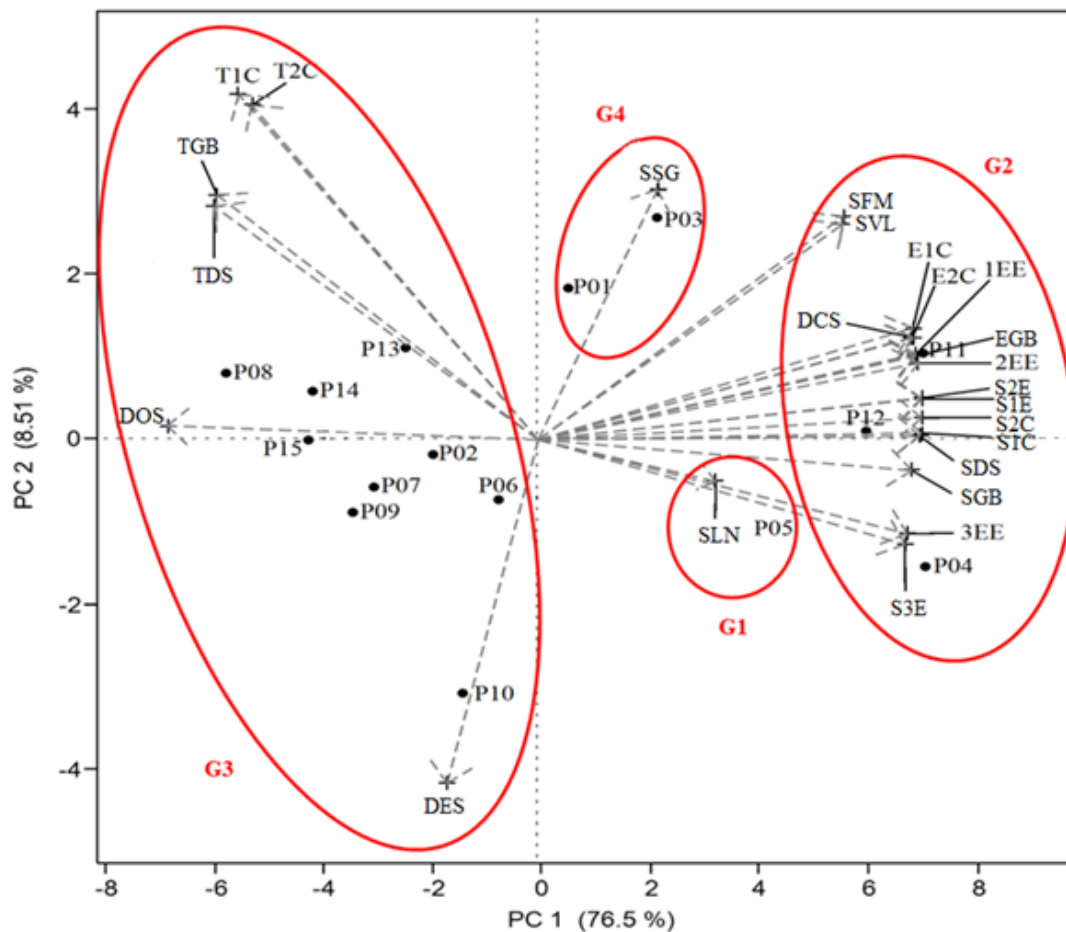 T1C T2C
4
G4
TGB
G2
SSG
SFM
P03
SVL
E1C
1EE
2
TDS
E2C
P01
DCS
EGB
P13
P11
2EE
P08
P14
S2E
DOS
P12
S1E
S2C
0
P15
P02
S1C
SDS
P07
P06
SGB
P09
SLN
P05
3EE
P04
-2
S3E
G1
P10
-4
G3
DES
PC 2 (8.51 %)
-8 -6 -4 -2 0 2 4 6 8
PC 1 (76.5 %)